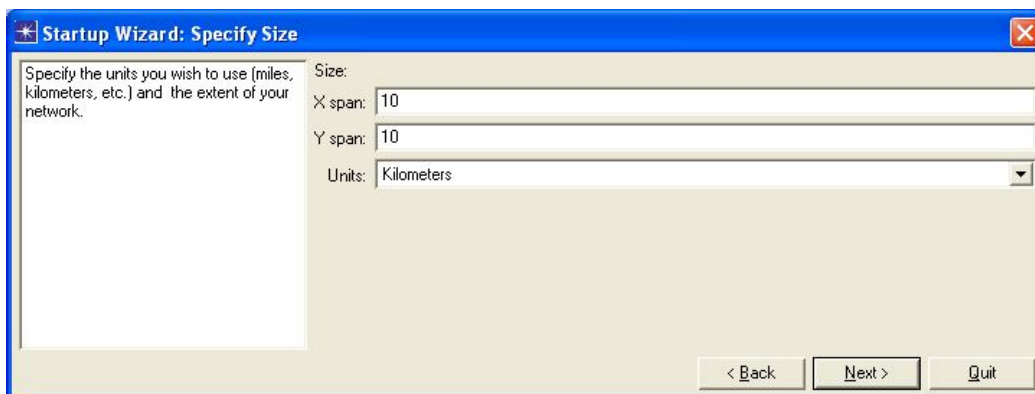 Startup Wizard: Specify Size
Specify the units you wish to use (miles,
kilometers, etc.) and the extent of your
network.
Size:
X span: 10
Y span: 10
Units: Kilometers
< Back
Next >
Quit